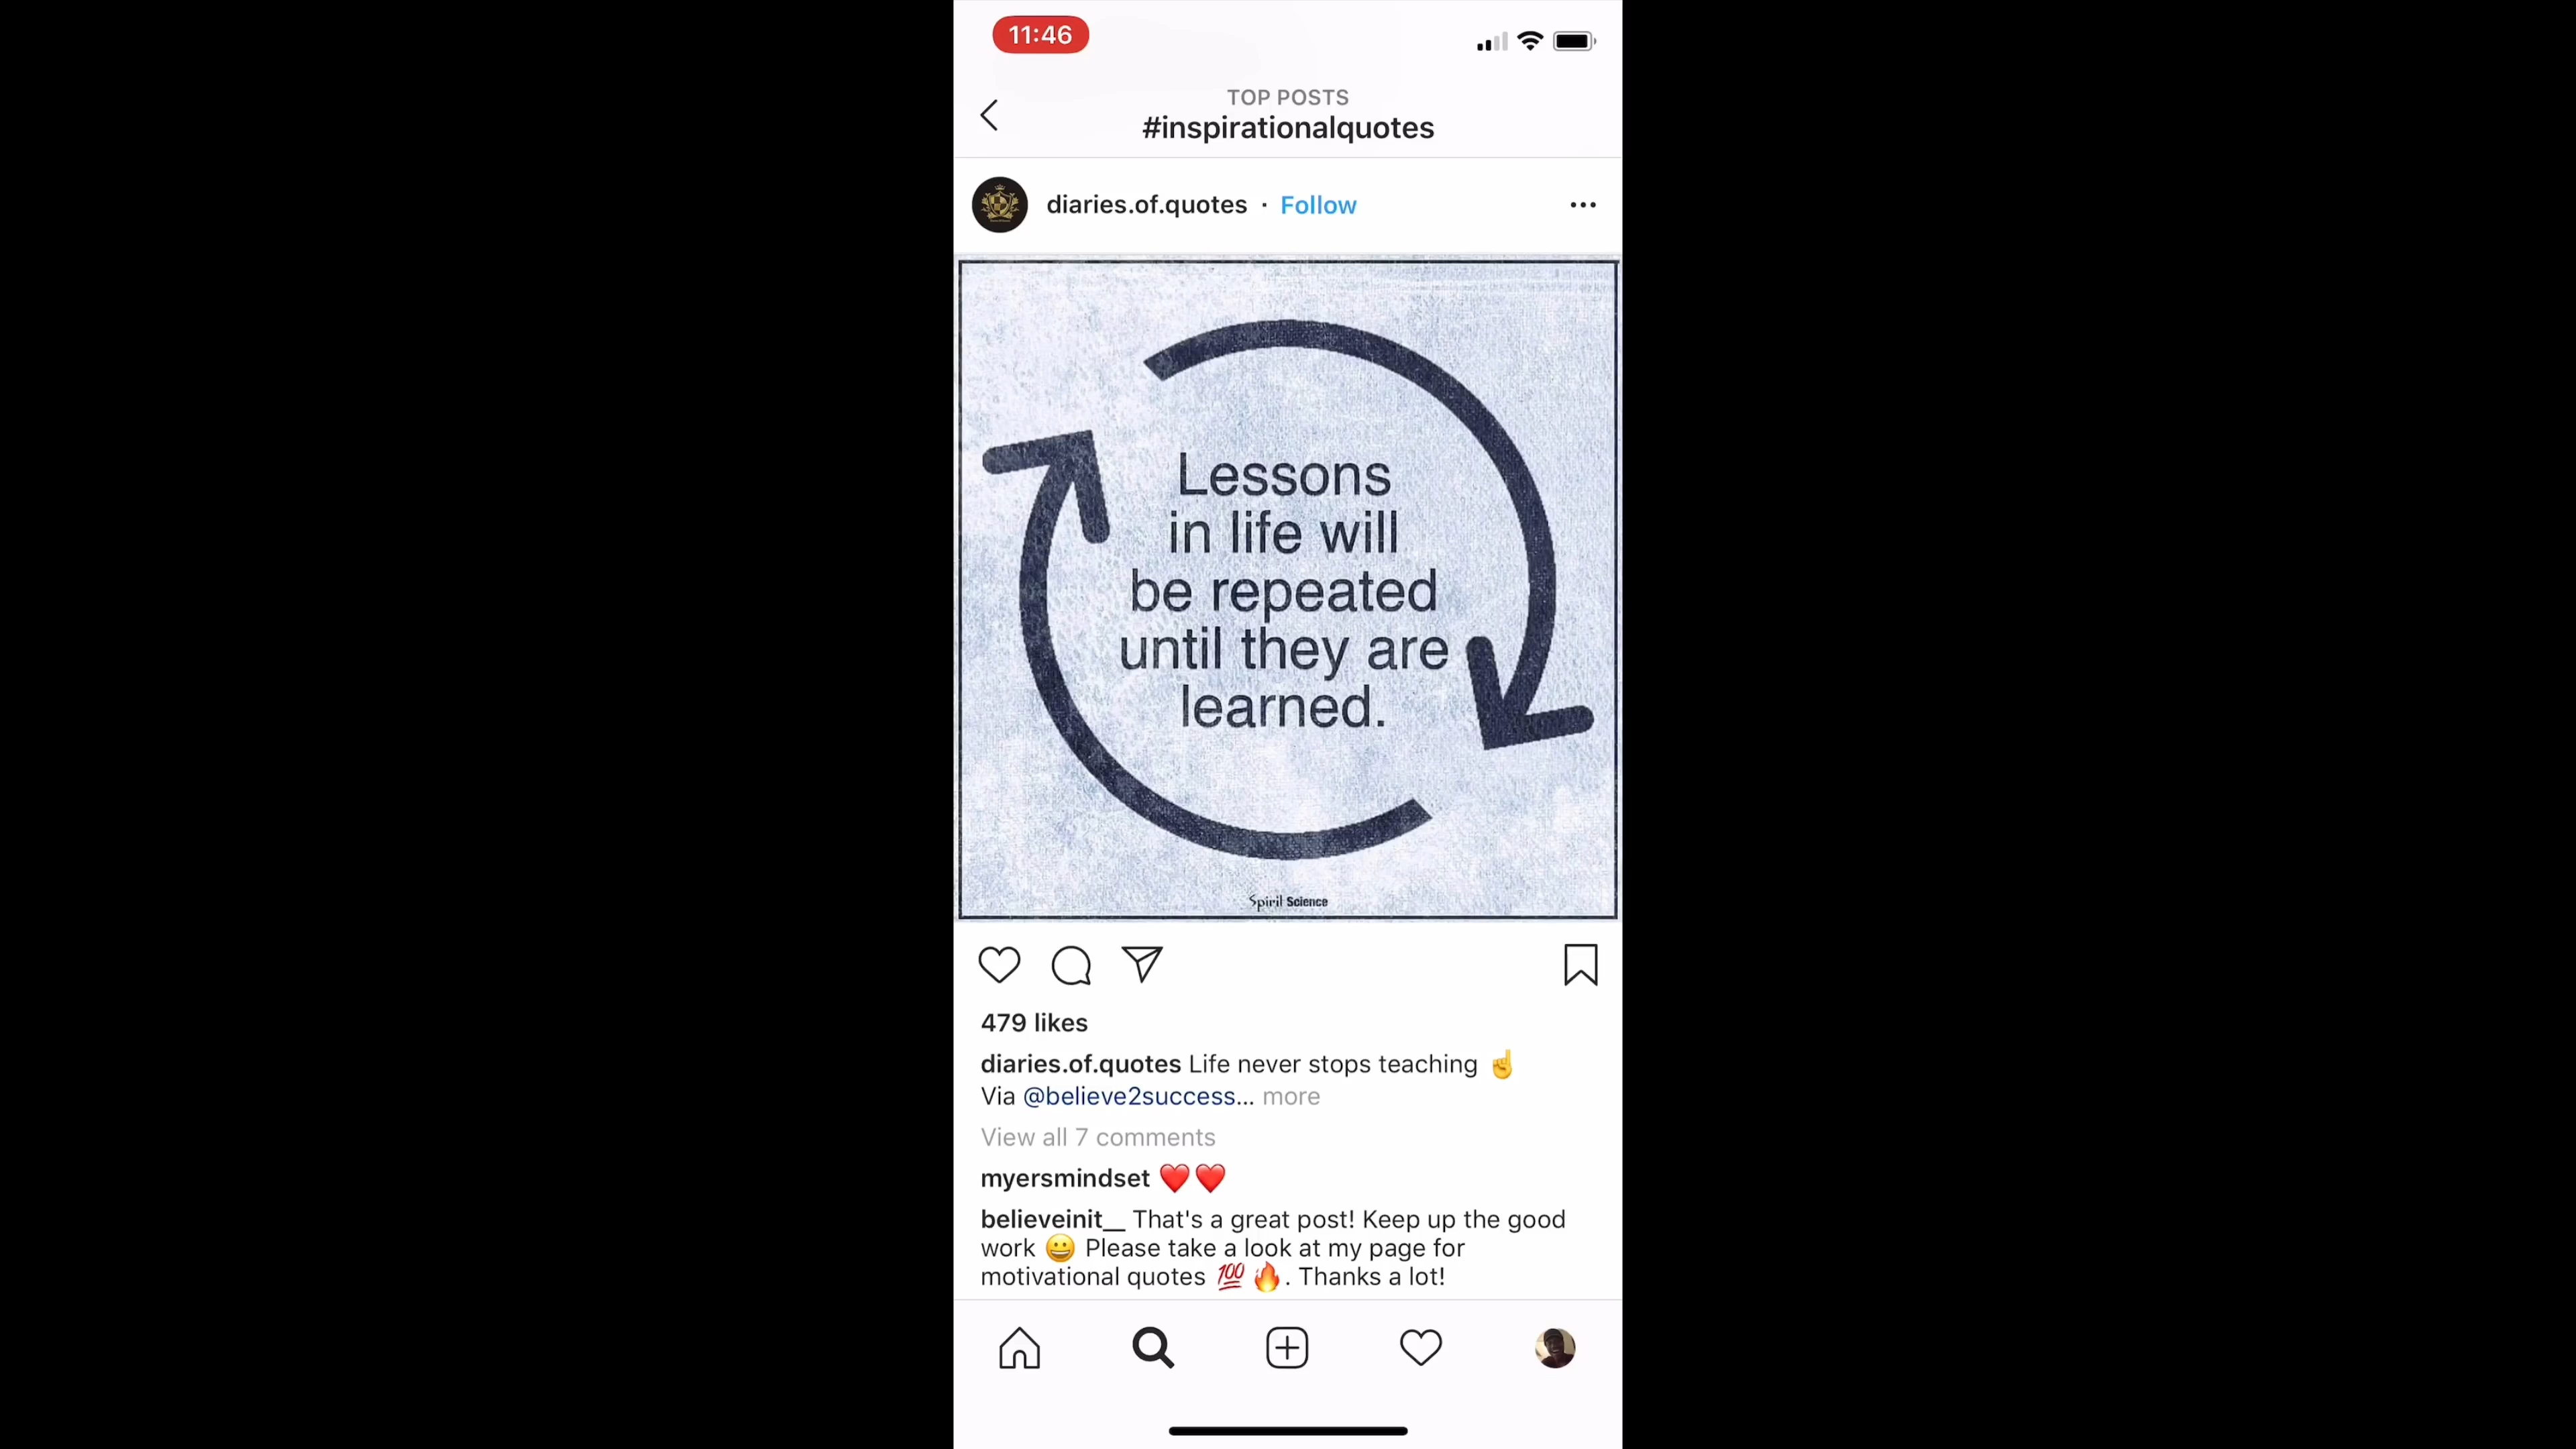 11:46
TOP POSTS
#inspirationalquotes
diaries.of.quotes · Follow
Lessons
in life will
be repeated
until they are
learned.
Spirit Science
479 likes
diaries.of.quotes Life never stops teaching ☝️
Via @believe2success... more
View all 7 comments
myersmindset ❤️❤️
believeinit__ That's a great post! Keep up the good
work 😀 Please take a look at my page for
motivational quotes 💯🔥. Thanks a lot!